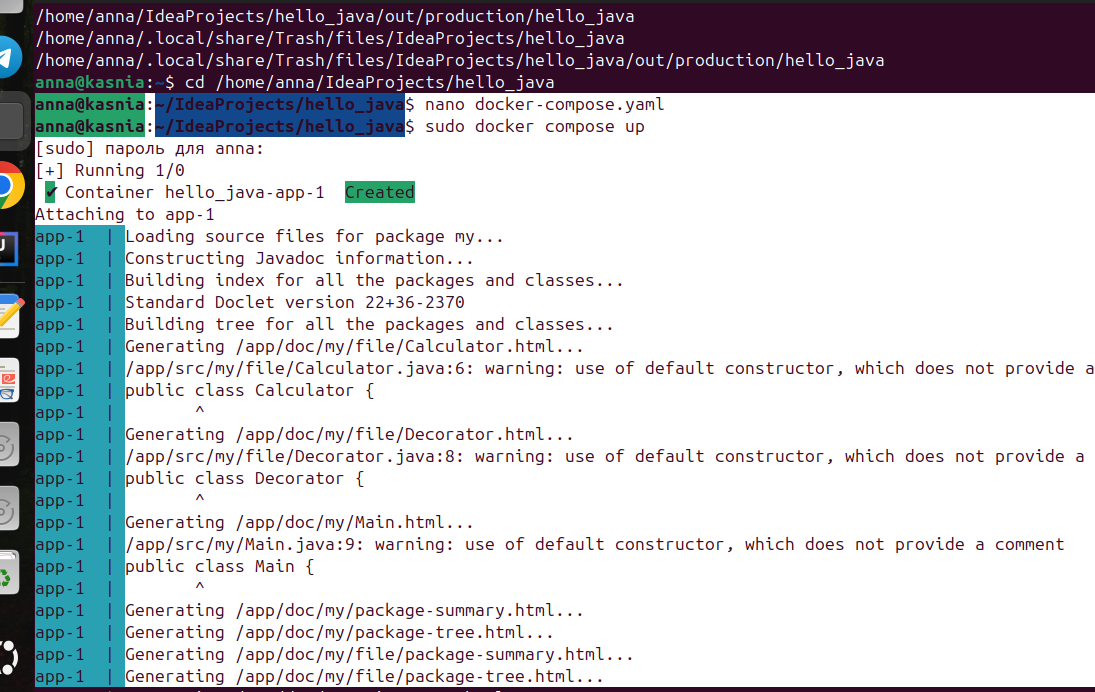 /home/anna/IdeaProjects/hello_java/out/production/hello_java
/home/anna/.local/share/Trash/files/IdeaProjects/hello_java
/home/anna/.local/share/Trash/files/IdeaProjects/hello_java/out/production/hello_java
anna@kasnia:~$ cd /home/anna/IdeaProjects/hello_java
anna@kasnia:~/IdeaProjects/hello_java$ nano docker-compose.yaml
anna@kasnia:~/IdeaProjects/hello_java$ sudo docker compose up
[sudo] пароль для anna:
[+] Running 1/0
✔ Container hello_java-app-1  Created
Attaching to app-1
app-1  | Loading source files for package my...
app-1  | Constructing Javadoc information...
app-1  | Building index for all the packages and classes...
app-1  | Standard Doclet version 22+36-2370
app-1  | Building tree for all the packages and classes...
app-1  | Generating /app/doc/my/file/Calculator.html...
app-1  | /app/src/my/file/Calculator.java:6: warning: use of default constructor, which does not provide a
app-1  | public class Calculator {
app-1  |        ^
app-1  | Generating /app/doc/my/file/Decorator.html...
app-1  | /app/src/my/file/Decorator.java:8: warning: use of default constructor, which does not provide a
app-1  | public class Decorator {
app-1  |        ^
app-1  | Generating /app/doc/my/Main.html...
app-1  | /app/src/my/Main.java:9: warning: use of default constructor, which does not provide a comment
app-1  | public class Main {
app-1  |        ^
app-1  | Generating /app/doc/my/package-summary.html...
app-1  | Generating /app/doc/my/package-tree.html...
app-1  | Generating /app/doc/my/file/package-summary.html...
app-1  | Generating /app/doc/my/file/package-tree.html...